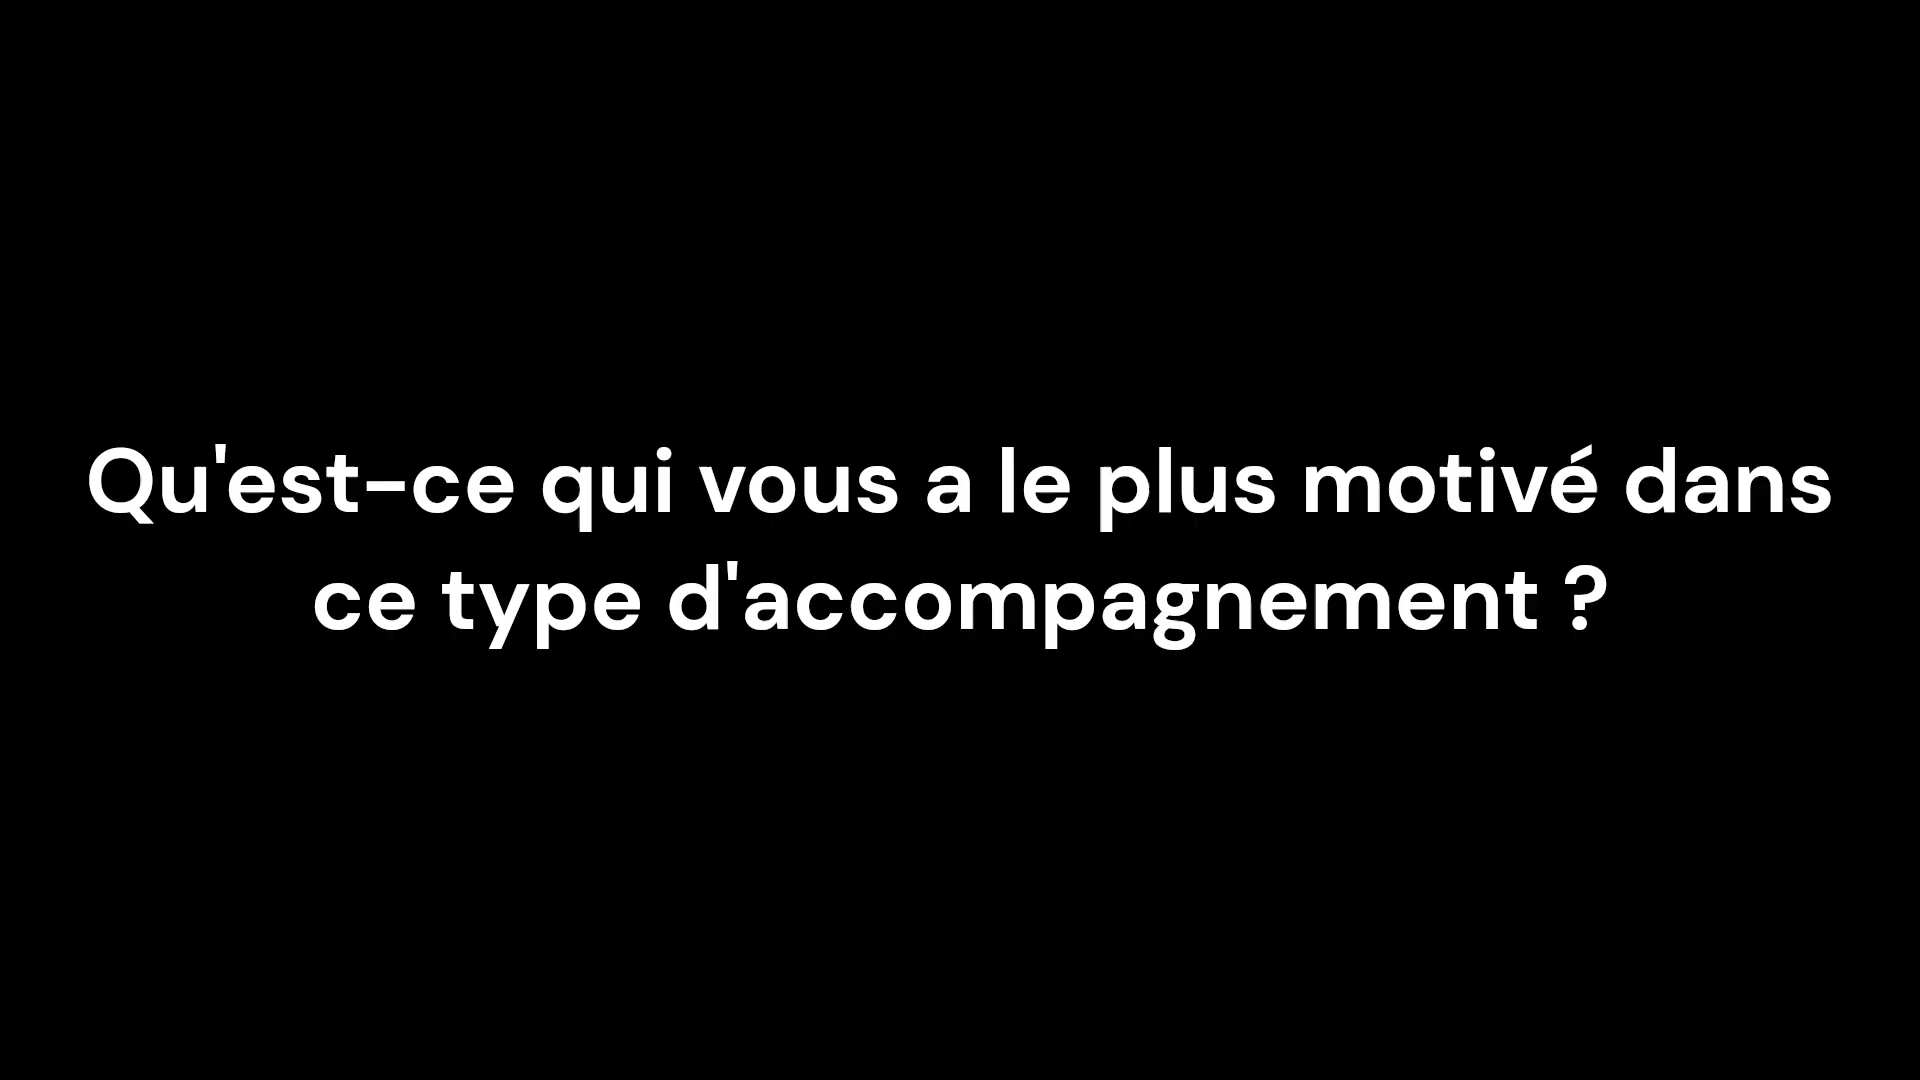 Qu'est-ce qui vous a le plus motivé dans
ce type d'accompagnement ?